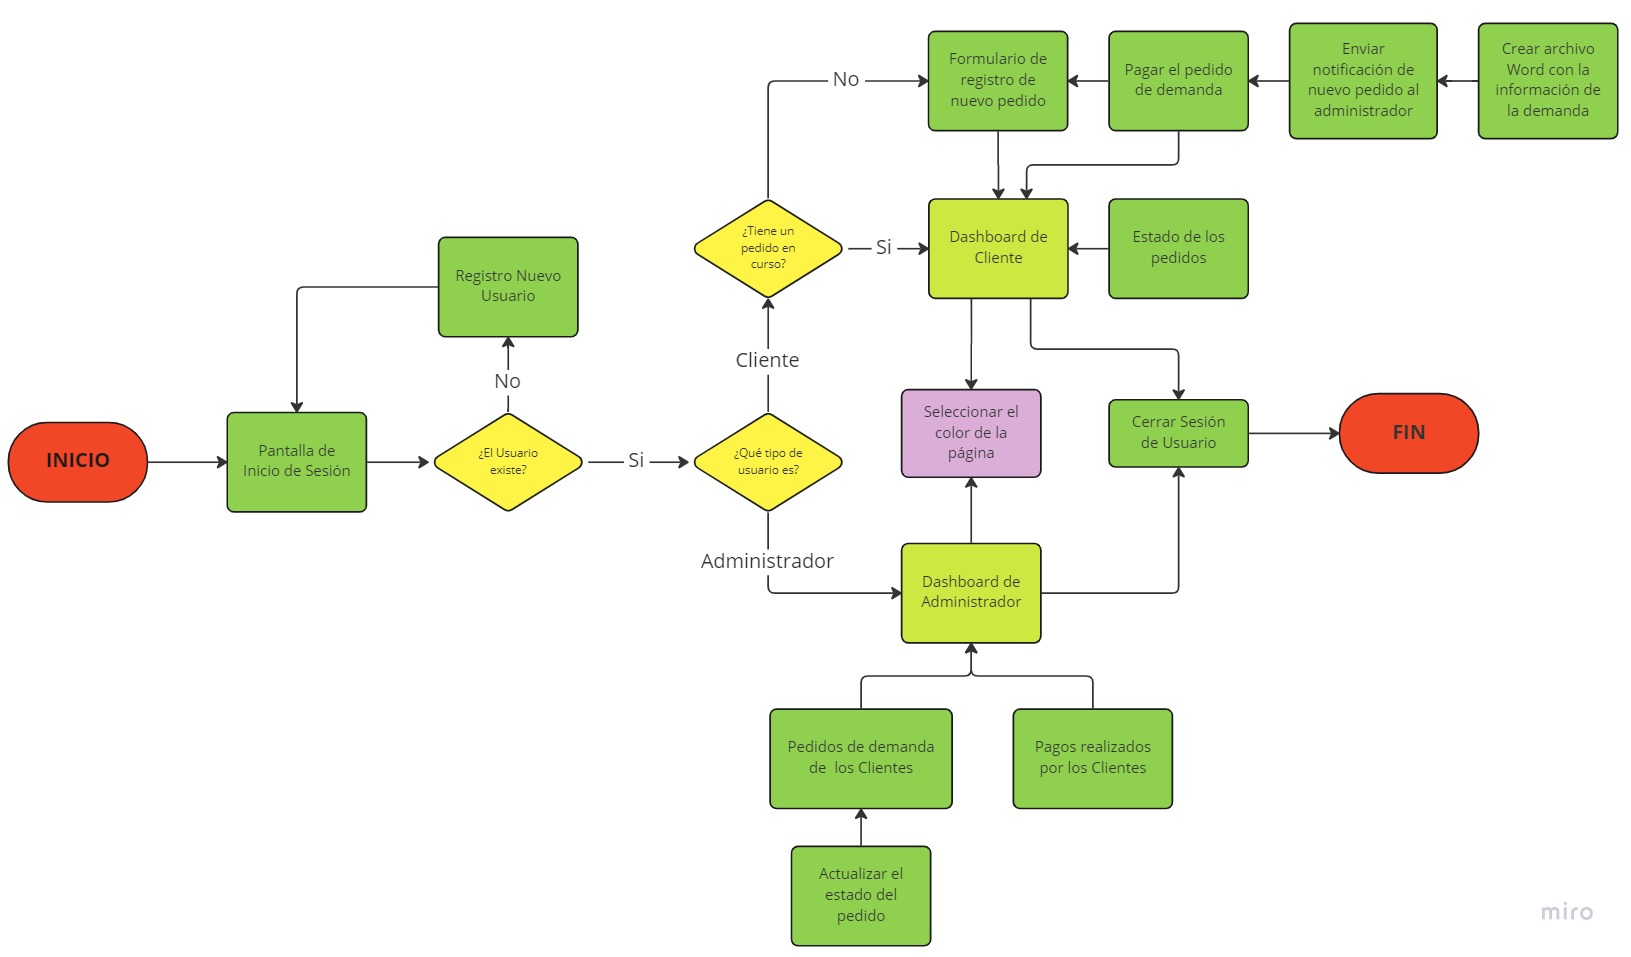 Formulario de
registro de
nuevo pedido
Pagar el pedido
de demanda
Enviar
notificación de
nuevo pedido al
administrador
Crear archivo
Word con la
información de
la demanda
No
¿Tiene un
pedido en
curso?
Si
Dashboard de
Cliente
Estado de los
pedidos
Registro Nuevo
Usuario
No
Cliente
INICIO
Pantalla de
Inicio de Sesión
¿El Usuario
existe?
Si
¿Qué tipo de
usuario es?
Seleccionar el
color de la
página
Cerrar Sesión
de Usuario
FIN
Administrador
Dashboard de
Administrador
Pedidos de demanda
de  los Clientes
Pagos realizados
por los Clientes
Actualizar el
estado del
pedido
miro